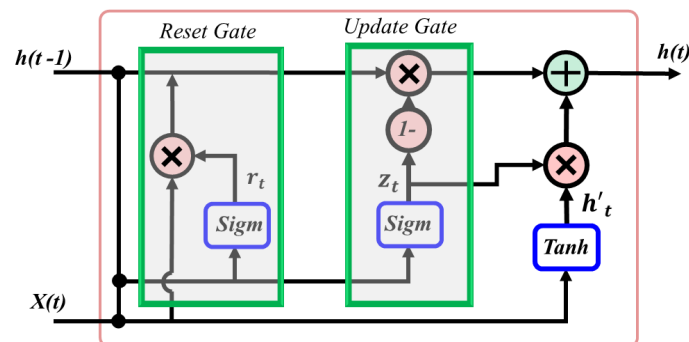 Reset Gate
Update Gate
h(t-1)
h(t)
×
+
1-
×
r_t
z_t
×
h'_t
Sigm
Sigm
Tanh
X(t)